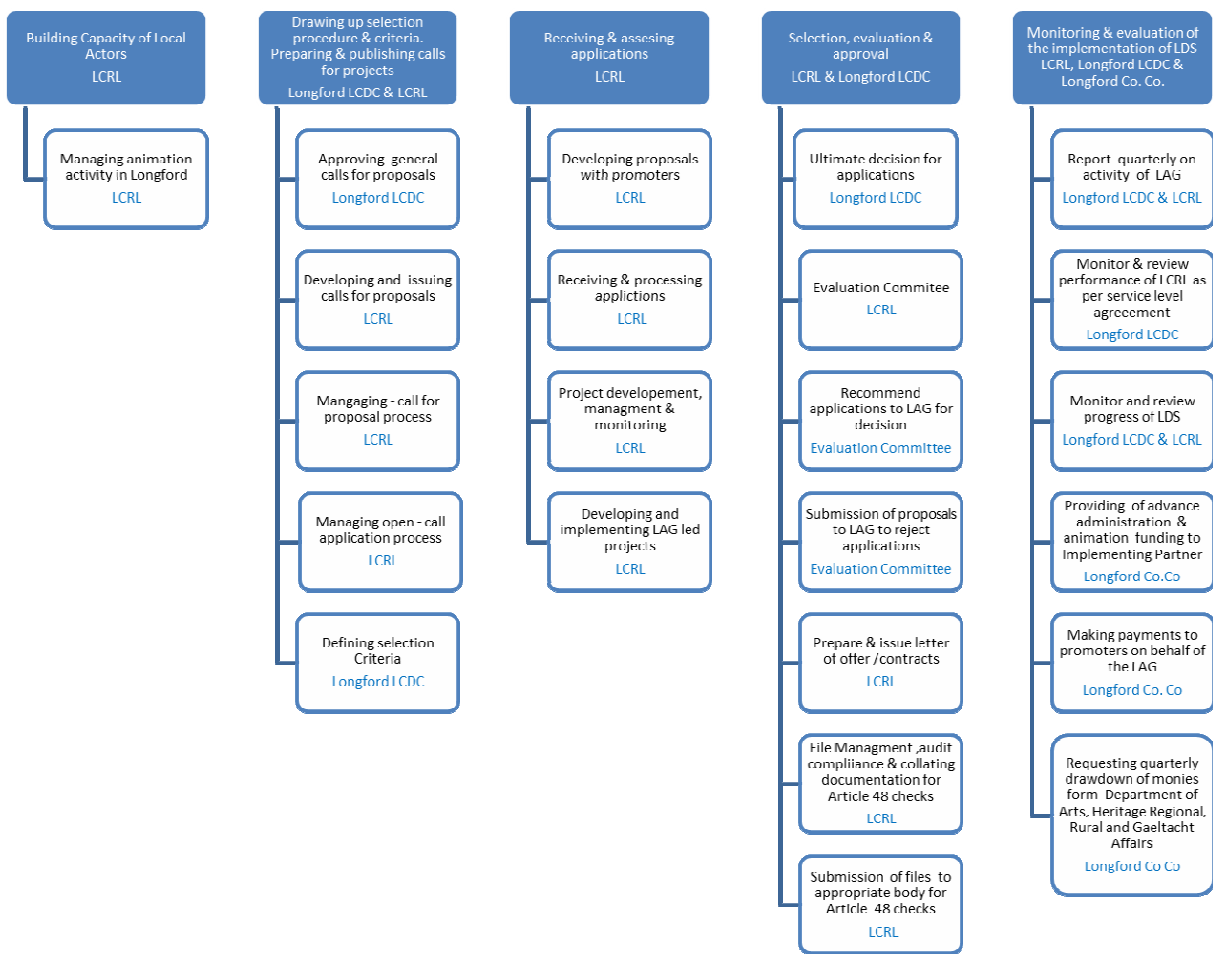 Building Capacity of Local
Actors
LCRL
Managing animation
activity in Longford
LCRL
Drawing up selection
procedure & criteria.
Preparing & publishing calls
for projects
Longford LCDC & LCRL
Approving general
calls for proposals
Longford LCDC
Developing and issuing
calls for proposals
LCRL
Mangaging - call for
proposal process
LCRL
Managing open - call
application process
LCRL
Defining selection
Criteria
Longford LCDC
Receiving & assesing
applications
LCRL
Developing proposals
with promoters
LCRL
Receiving & processing
applictions
LCRL
Project developement,
managment &
monitoring
LCRL
Developing and
implementing LAG led
projects
LCRL
Selection, evaluation &
approval
LCRL & Longford LCDC
Ultimate decision for
applications
Longford LCDC
Evaluation Commitee
LCRL
Recommend
applications to LAG for
decision
Evaluation Committee
Submission of proposals
to LAG to reject
applications
Evaluation Committee
Prepare & issue letter
of offer /contracts
LCRL
File Managment ,audit
compliiance & collating
documentation for
Article 48 checks
LCRL
Submission of files to
appropriate body for
Article 48 checks
LCRL
Monitoring & evaluation of
the implementation of LDS
LCRL, Longford LCDC &
Longford Co. Co.
Report quarterly on
activity of LAG
Longford LCDC & LCRL
Monitor & review
performance of LCRL as
per service level
agreecement
Longford LCDC
Monitor and review
progress of LDS
Longford LCDC & LCRL
Providing of advance
administration &
animation funding to
Implementing Partner
Longford Co.Co
Making payments to
promoters on behalf of
the LAG
Longford Co. Co
Requesting quarterly
drawdown of monies
form Department of
Arts, Heritage Regional,
Rural and Gaeltacht
Affairs
Longford Co Co